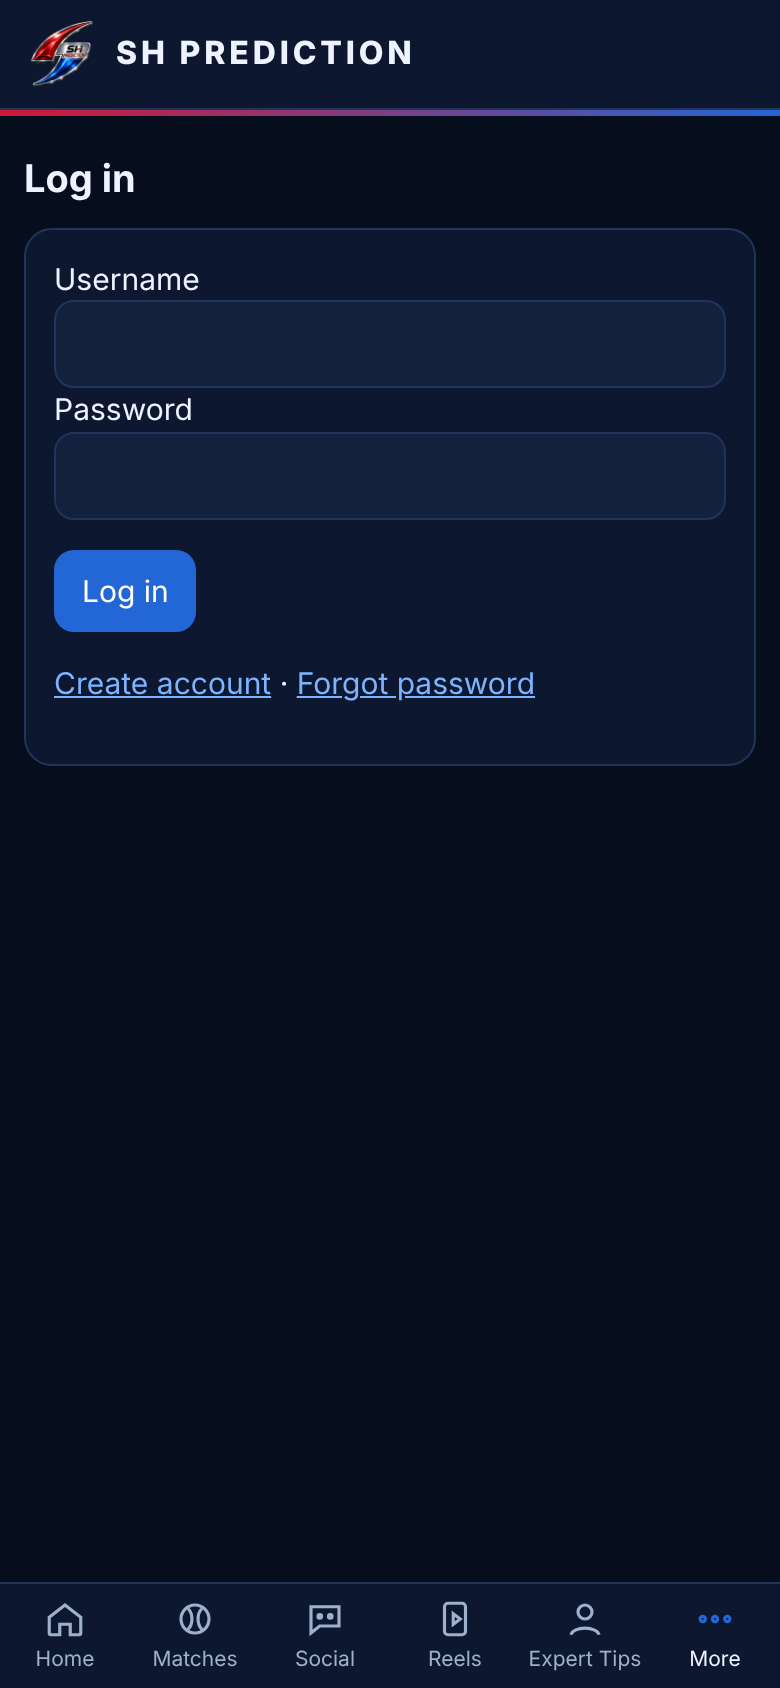 SH
SH PREDICTION
Log in
Username
Password
Log in
Create account · Forgot password
Home
Matches
Social
Reels
Expert Tips
More